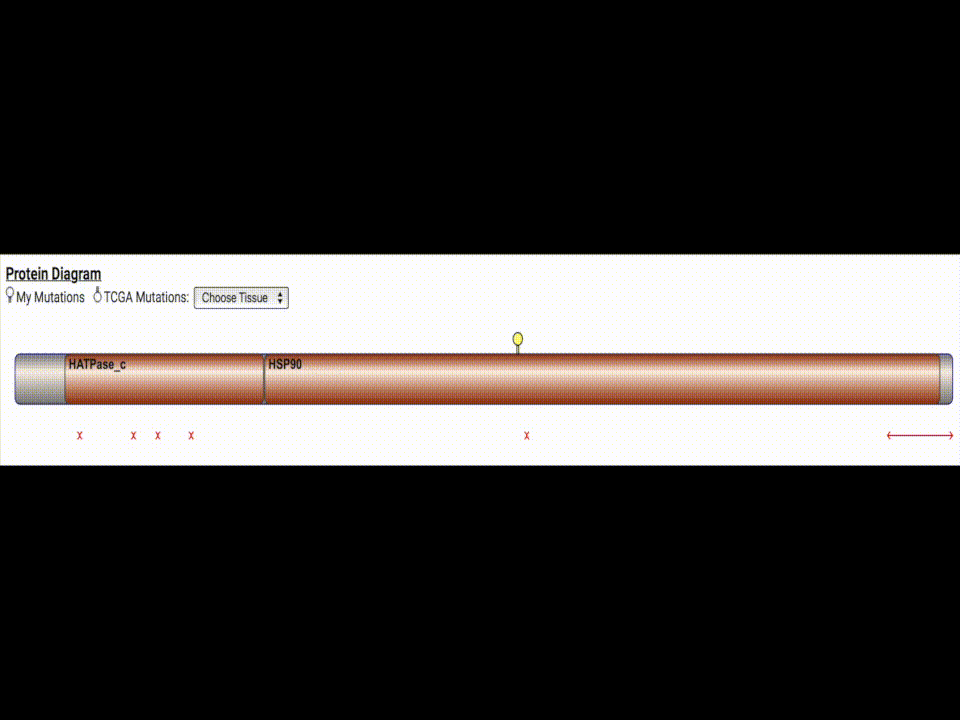 Protein Diagram
My Mutations TCGA Mutations: Choose Tissue
HATPase_c HSP90
x x x x x